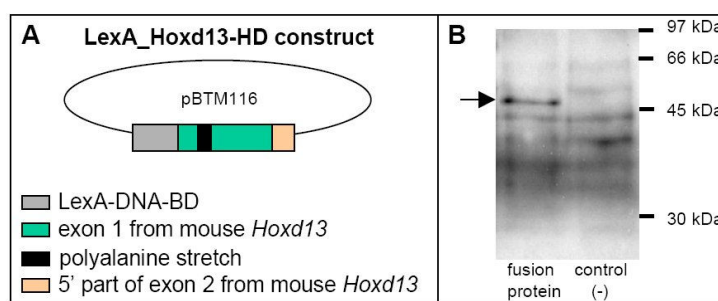 A LexA_Hoxd13-HD construct
pBTM116
LexA-DNA-BD
exon 1 from mouse Hoxd13
polyalanine stretch
5' part of exon 2 from mouse Hoxd13
B
97 kDa
66 kDa
45 kDa
30 kDa
fusion protein
control (-)